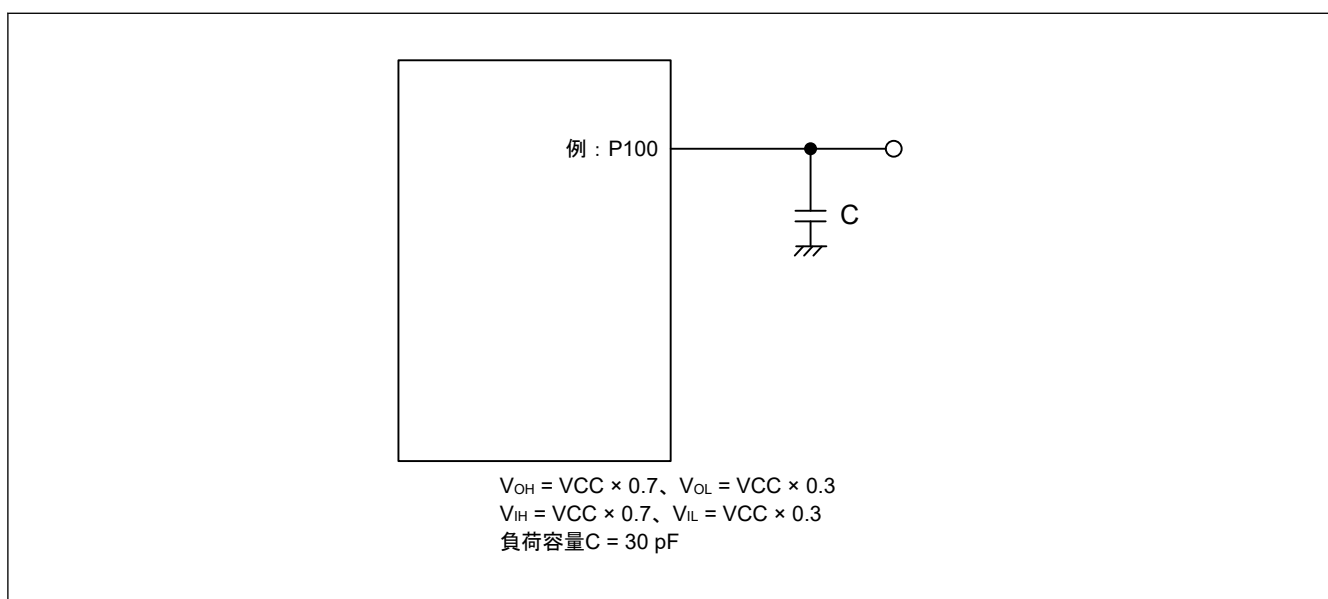 例：P100
C
VOH = VCC × 0.7、VOL = VCC × 0.3
VIH = VCC × 0.7、VIL = VCC × 0.3
負荷容量C = 30 pF